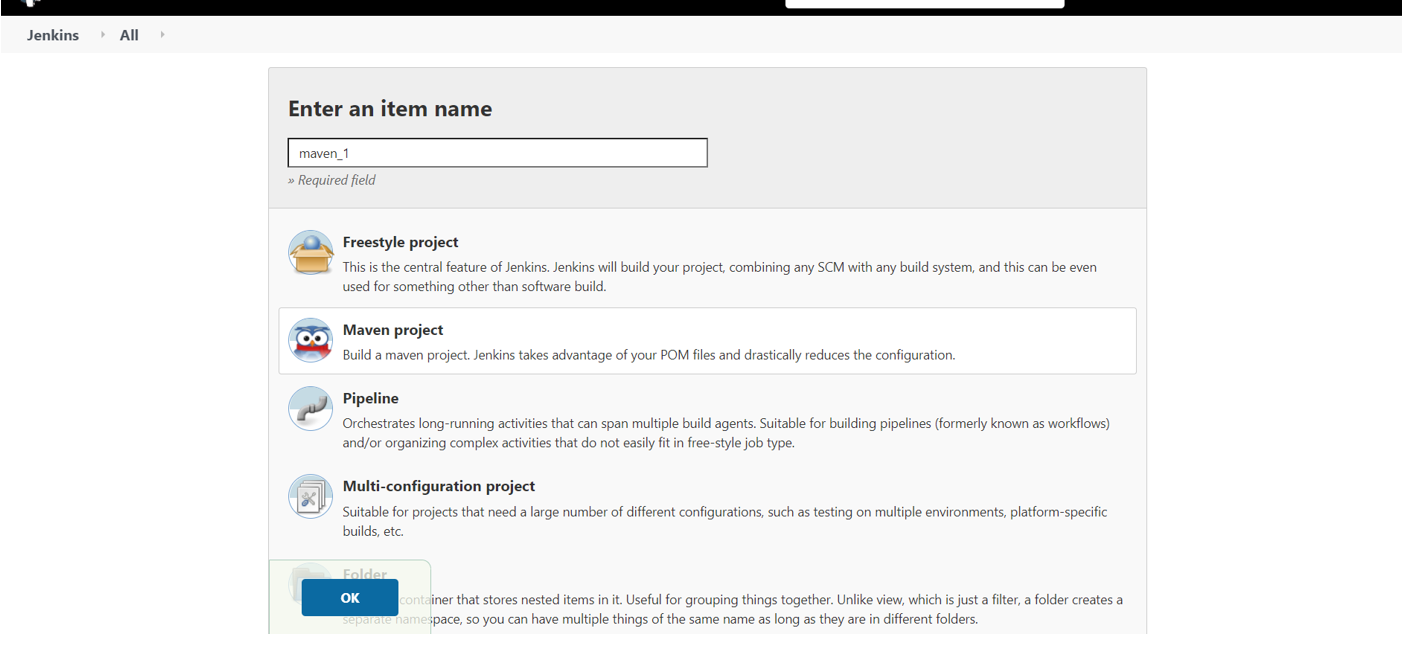 Jenkins All
Enter an item name
maven_1
» Required field
Freestyle project
This is the central feature of Jenkins. Jenkins will build your project, combining any SCM with any build system, and this can be even
used for something other than software build.
Maven project
Build a maven project. Jenkins takes advantage of your POM files and drastically reduces the configuration.
Pipeline
Orchestrates long-running activities that can span multiple build agents. Suitable for building pipelines (formerly known as workflows)
and/or organizing complex activities that do not easily fit in free-style job type.
Multi-configuration project
Suitable for projects that need a large number of different configurations, such as testing on multiple environments, platform-specific
builds, etc.
Folder
OK
container that stores nested items in it. Useful for grouping things together. Unlike view, which is just a filter, a folder creates a
separate namespace, so you can have multiple things of the same name as long as they are in different folders.